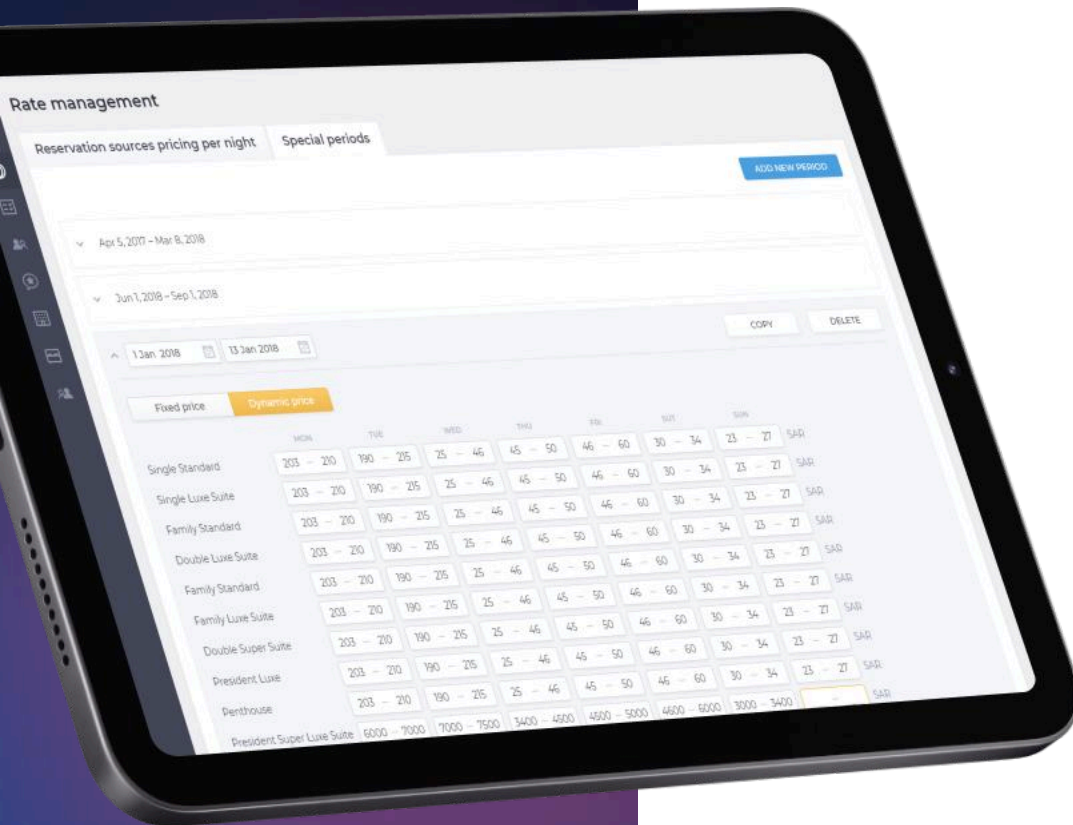 Rate management
Reservation sources pricing per night Special periods
ADD NEW PERIOD
Apr 5, 2017 – Mar 8, 2018
Jun 1, 2018 – Sep 1, 2018
1 Jan 2018 13 Jan 2018 COPY DELETE
Fixed price Dynamic price
MON TUE WED THU FRI SUT SUN
Single Standard 203 – 210 190 – 215 25 – 46 45 – 50 46 – 60 30 – 34 23 – 27 SAR
Single Luxe Suite 203 – 210 190 – 215 25 – 46 45 – 50 46 – 60 30 – 34 23 – 27 SAR
Family Standard 203 – 210 190 – 215 25 – 46 45 – 50 46 – 60 30 – 34 23 – 27 SAR
Double Luxe Suite 203 – 210 190 – 215 25 – 46 45 – 50 46 – 60 30 – 34 23 – 27 SAR
Family Standard 203 – 210 190 – 215 25 – 46 45 – 50 46 – 60 30 – 34 23 – 27 SAR
Family Luxe Suite 203 – 210 190 – 215 25 – 46 45 – 50 46 – 60 30 – 34 23 – 27 SAR
Double Super Suite 203 – 210 190 – 215 25 – 46 45 – 50 46 – 60 30 – 34 23 – 27 SAR
President Luxe 203 – 210 190 – 215 25 – 46 45 – 50 46 – 60 30 – 34 23 – 27 SAR
Penthouse 203 – 210 190 – 215 25 – 46 45 – 50 46 – 60 30 – 34 23 – 27 SAR
President Super Luxe Suite 6000 – 7000 7000 – 7500 3400 – 4600 4500 – 5000 4600 – 6000 3000 – 3400 – SAR